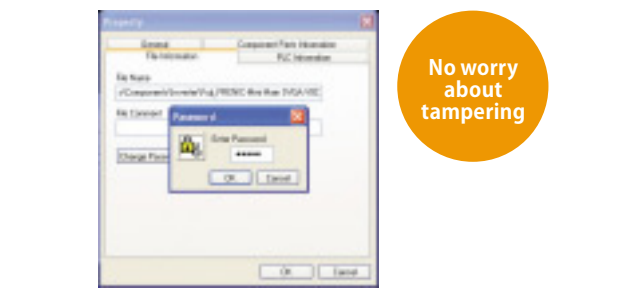 Property
General
Component Parts Information
File Information
PLC Information
File Name
File Comment
Password
Enter Password
******
Change
OK
Cancel
OK
Cancel
No worry
about
tampering